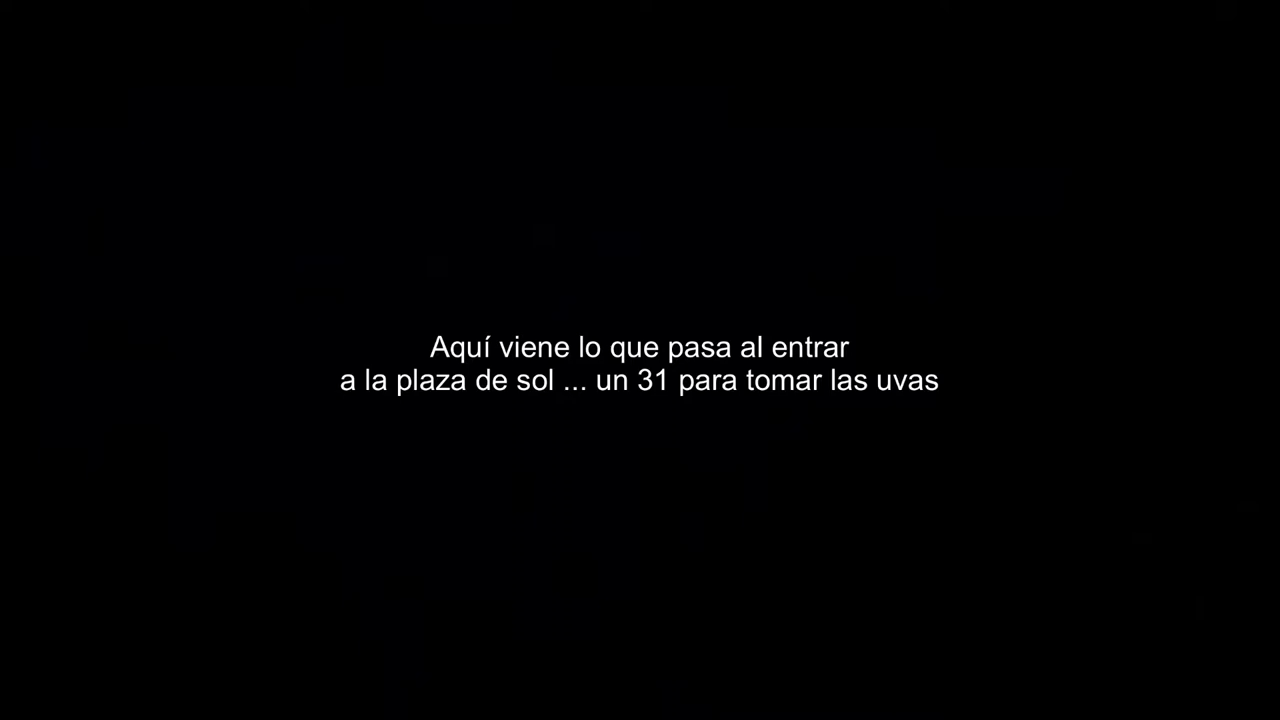 Aquí viene lo que pasa al entrar
a la plaza de sol ... un 31 para tomar las uvas